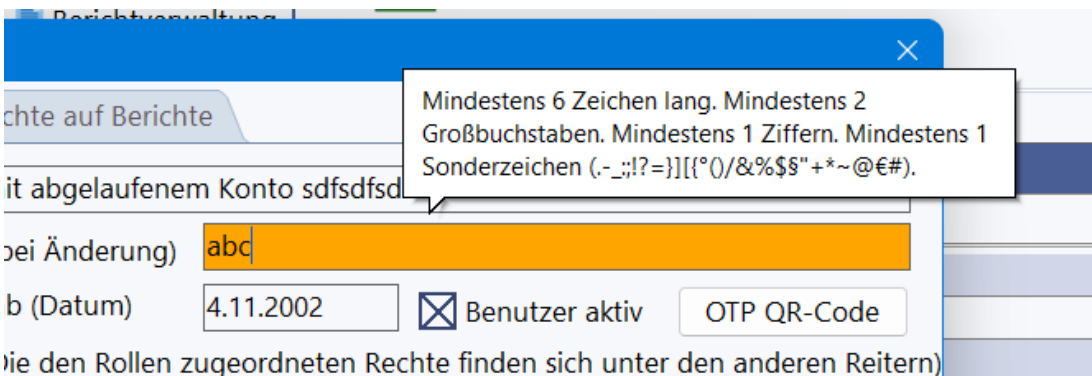 Berichtverwaltung
chte auf Berichte
Mindestens 6 Zeichen lang. Mindestens 2
Großbuchstaben. Mindestens 1 Ziffern. Mindestens 1
Sonderzeichen (.-_;;!?=}][{°()/&%$§"+*~@€#).
it abgelaufenem Konto sdfsdfsd
bei Änderung) abc
b (Datum) 4.11.2002 Benutzer aktiv OTP QR-Code
Die den Rollen zugeordneten Rechte finden sich unter den anderen Reitern)